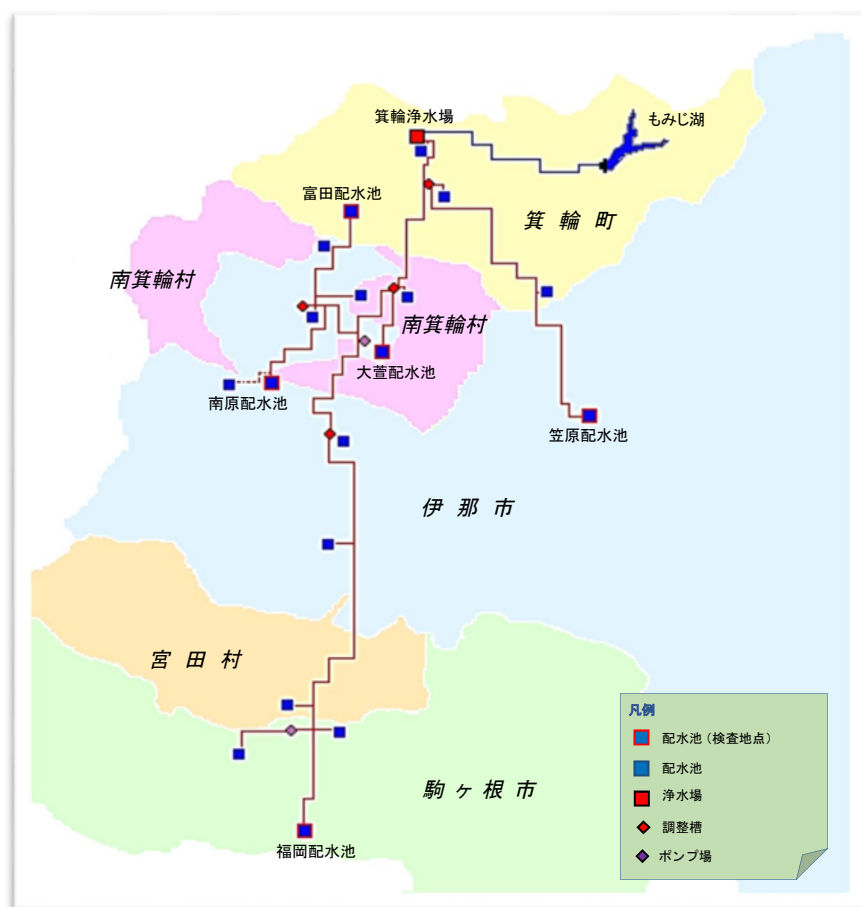 箕輪浄水場
もみじ湖
富田配水池
箕輪町
南箕輪村
南箕輪村
大萱配水池
南原配水池
笠原配水池
伊那市
宮田村
凡例
配水池（検査地点）
配水池
浄水場
調整槽
ポンプ場
駒ヶ根市
福岡配水池